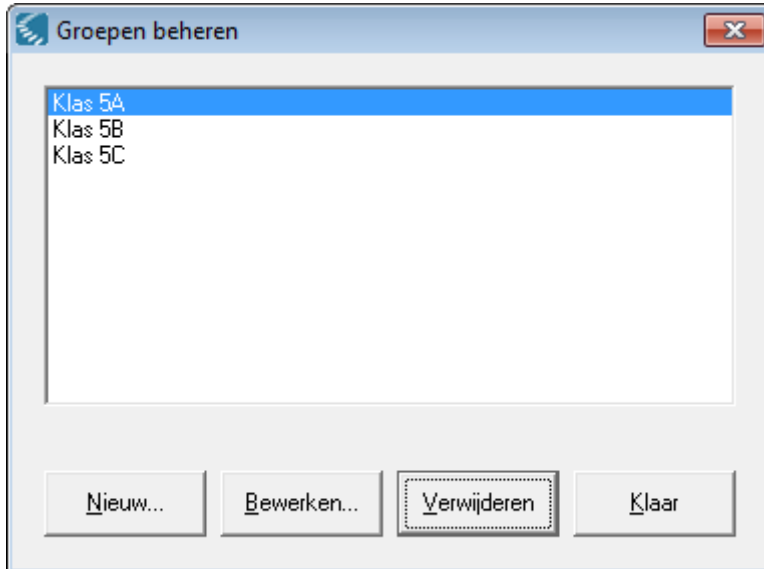 Groepen beheren
Klas 5A
Klas 5B
Klas 5C
Nieuw... Bewerken... Verwijderen Klaar